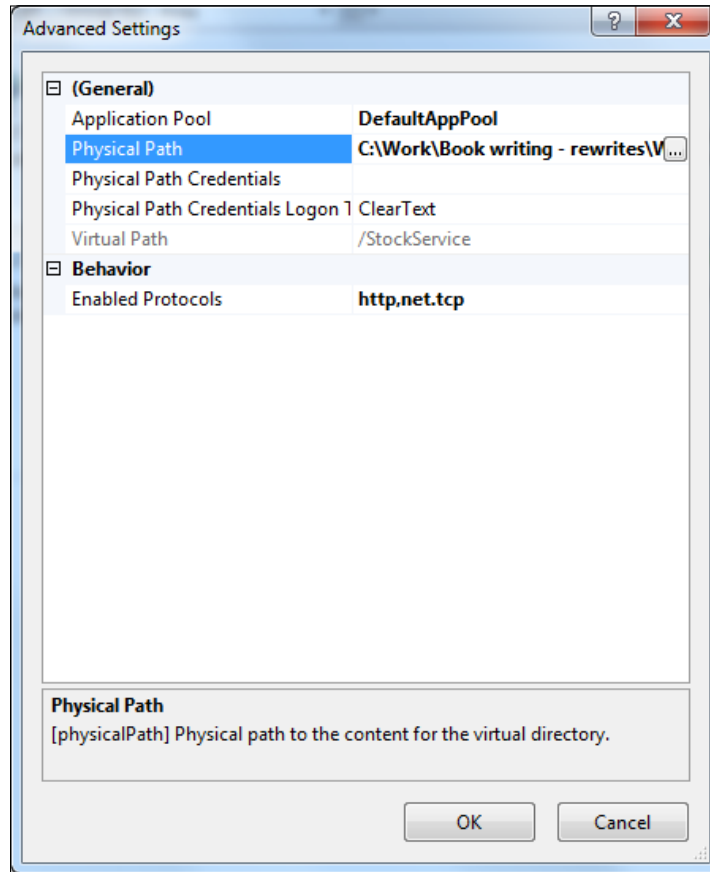 Advanced Settings
?
(General)
Application Pool DefaultAppPool
Physical Path C:\Work\Book writing - rewrites\ ...
Physical Path Credentials
Physical Path Credentials Logon ClearText
Virtual Path /StockService
Behavior
Enabled Protocols http,net.tcp
Physical Path
[physicalPath] Physical path to the content for the virtual directory.
OK Cancel